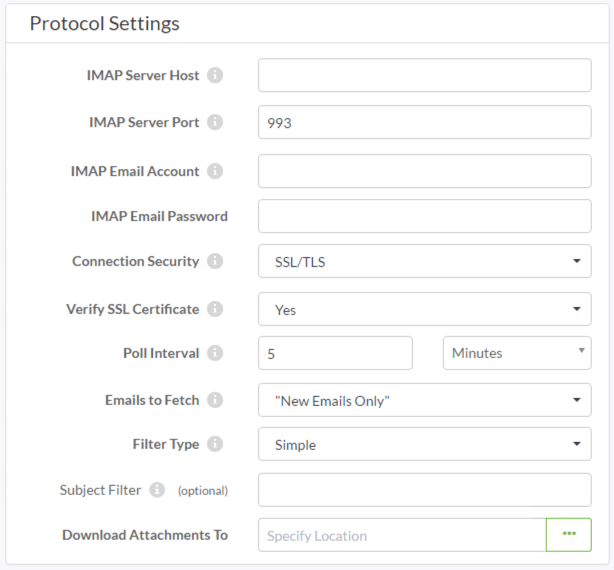 Protocol Settings
IMAP Server Host
IMAP Server Port 993
IMAP Email Account
IMAP Email Password
Connection Security SSL/TLS
Verify SSL Certificate Yes
Poll Interval 5 Minutes
Emails to Fetch "New Emails Only"
Filter Type Simple
Subject Filter (optional)
Download Attachments To Specify Location